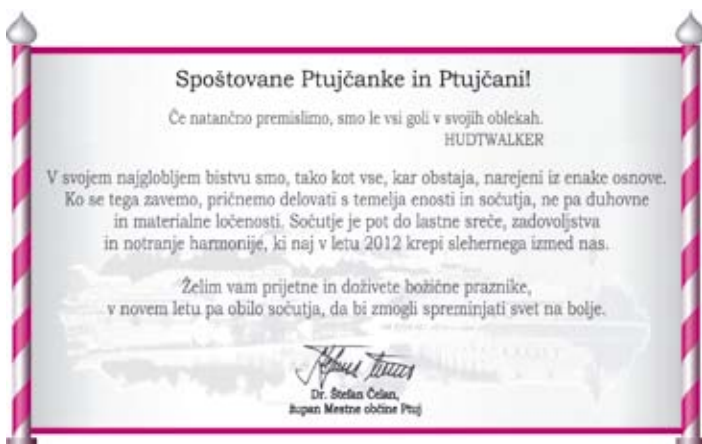 Spoštovane Ptujčanke in Ptujčani!
Če natančno premislimo, smo le vsi goli v svojih oblekah.
HUDTWALKER
V svojem najglobljem bistvu smo, tako kot vse, kar obstaja, narejeni iz enake osnove.
Ko se tega zavemo, pričnemo delovati s temelja enosti in sočutja, ne pa duhovne
in materialne ločenosti. Sočutje je pot do lastne sreče, zadovoljstva
in notranje harmonije, ki naj v letu 2012 krepi slehernega izmed nas.
Želim vam prijetne in doživete božične praznike,
v novem letu pa obilo sočutja, da bi zmogli spreminjati svet na bolje.
Dr. Štefan Čelan,
župan Mestne občine Ptuj